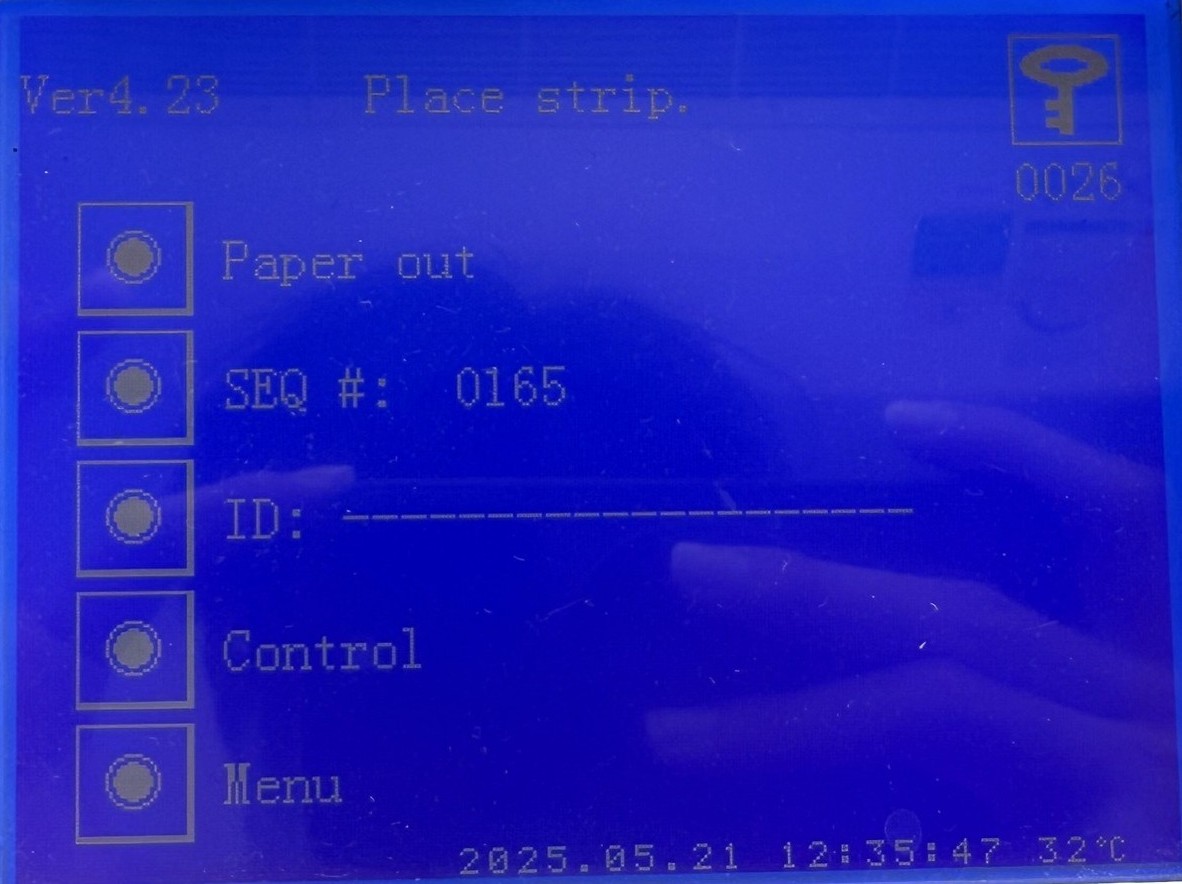 Ver4.23 Place strip.
0026
Paper out
SEQ #: 0165
ID: --------------------
Control
Menu
2025.05.21 12:35:47 32°C